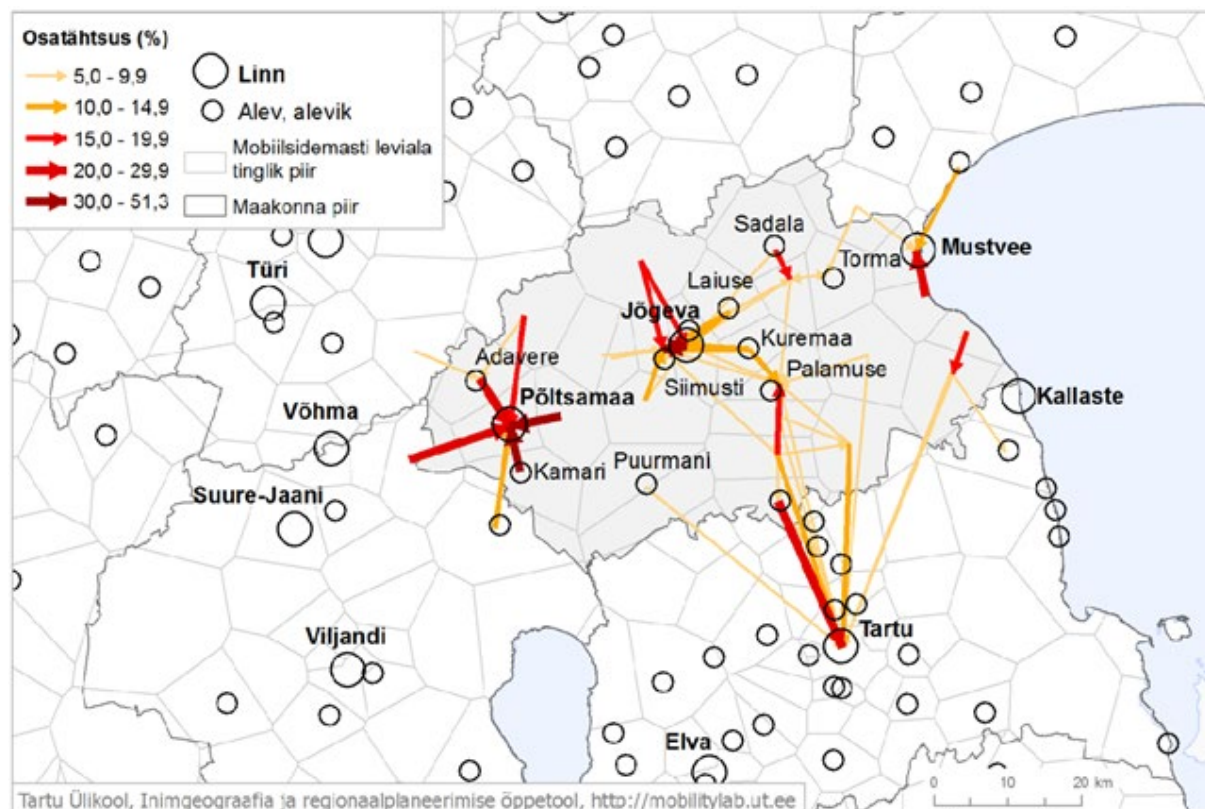 Osatähtsus (%)
5,0 - 9,9
10,0 - 14,9
15,0 - 19,9
20,0 - 29,9
30,0 - 51,3
Linn
Alev, alevik
Mobiilsidemasti leviala
tinglik piir
Maakonna piir
Sadala
Torma
Mustvee
Türi
Laiuse
Jõgeva
Kuremaa
Adavere
Siimusti
Palamuse
Põltsamaa
Kallaste
Võhma
Puurmani
Kamari
Suure-Jaani
Viljandi
Tartu
Elva
0 10 20 km
Tartu Ülikool, Inimgeograafia ja regionaalplaneerimise õppetool, http://mobilitylab.ut.ee